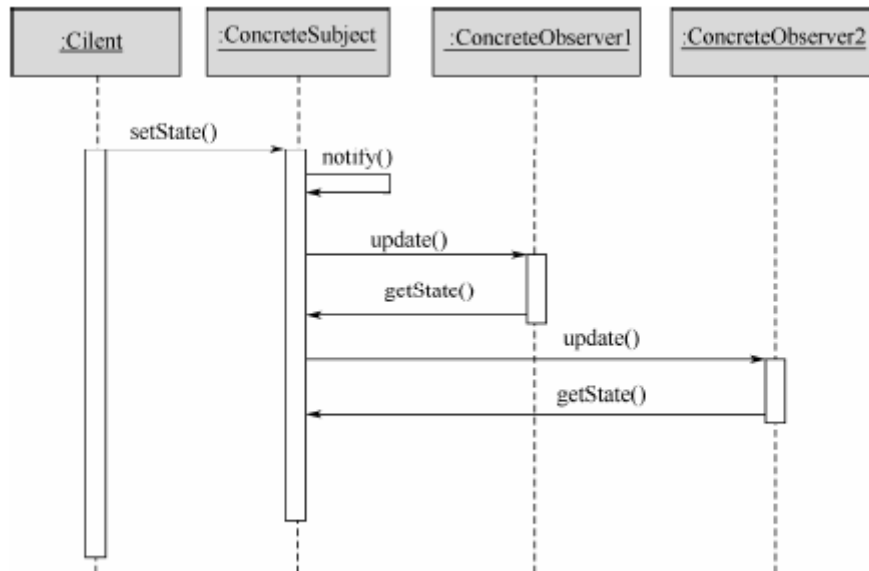 :Cilent
:ConcreteSubject
:ConcreteObserver1
:ConcreteObserver2
setState()
notify()
update()
getState()
update()
getState()